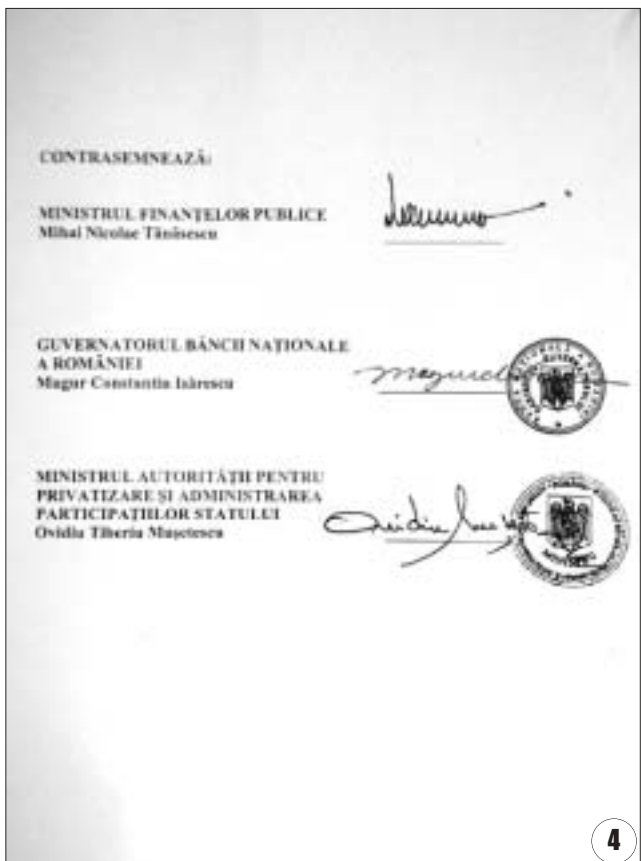 CONTRASEMNEAZĂ:
MINISTRUL FINANȚELOR PUBLICE
Mihai Nicolae Tănăsescu
GUVERNATORUL BĂNCII NAȚIONALE
A ROMÂNIEI
Mugur Constantin Isărescu
MINISTRUL AUTORITĂȚII PENTRU
PRIVATIZARE ȘI ADMINISTRAREA
PARTICIPAȚIILOR STATULUI
Ovidiu Tiberiu Mușetescu
4